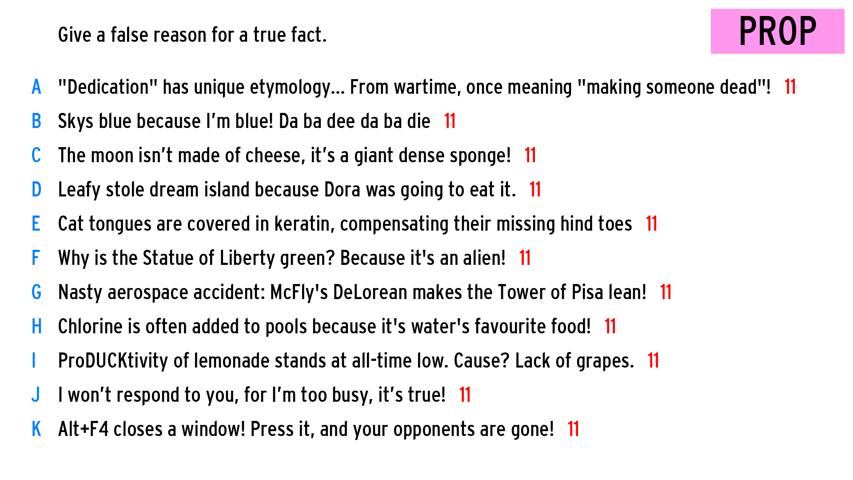 Give a false reason for a true fact.
PROP
A "Dedication" has unique etymology... From wartime, once meaning "making someone dead"! 11
B Skys blue because I'm blue! Da ba dee da ba die 11
C The moon isn't made of cheese, it's a giant dense sponge! 11
D Leafy stole dream island because Dora was going to eat it. 11
E Cat tongues are covered in keratin, compensating their missing hind toes 11
F Why is the Statue of Liberty green? Because it's an alien! 11
G Nasty aerospace accident: McFly's DeLorean makes the Tower of Pisa lean! 11
H Chlorine is often added to pools because it's water's favourite food! 11
I ProDUCKtivity of lemonade stands at all-time low. Cause? Lack of grapes. 11
J I won't respond to you, for I'm too busy, it's true! 11
K Alt+F4 closes a window! Press it, and your opponents are gone! 11